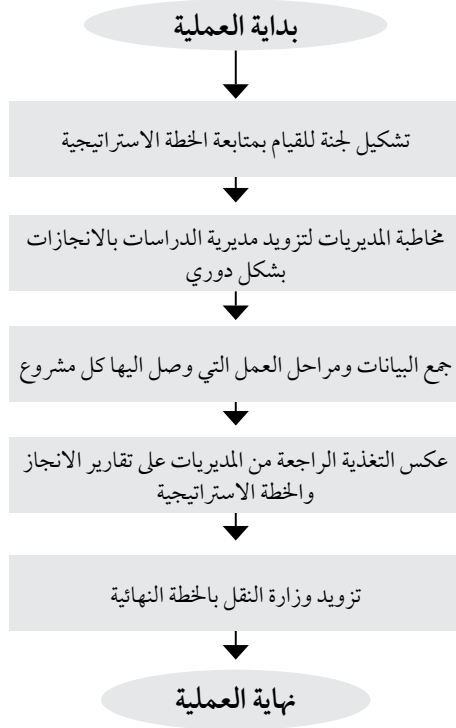 بداية العملية
تشكيل لجنة للقيام بمتابعة الخطة الاستراتيجية
مخاطبة المديريات لتزويد مديرية الدراسات بالانجازات
بشكل دوري
جمع البيانات ومراحل العمل التي وصل اليها كل مشروع
عكس التغذية الراجعة من المديريات على تقارير الانجاز
والخطة الاستراتيجية
تزويد وزارة النقل بالخطة النهائية
نهاية العملية